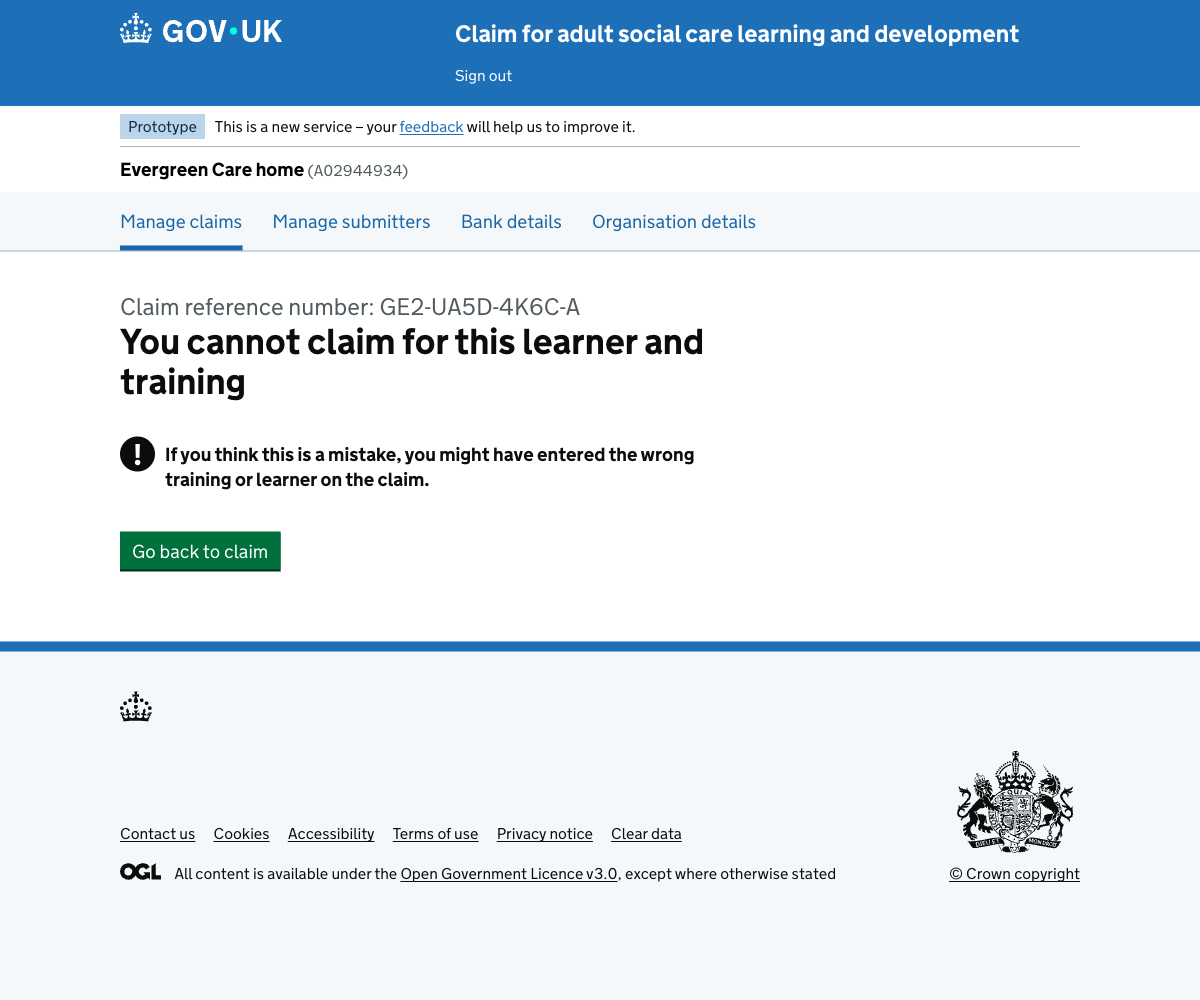 GOV·UK
Claim for adult social care learning and development
Sign out
Prototype This is a new service – your feedback will help us to improve it.
Evergreen Care home (A02944934)
Manage claims Manage submitters Bank details Organisation details
Claim reference number: GE2-UA5D-4K6C-A
You cannot claim for this learner and
training
! If you think this is a mistake, you might have entered the wrong
training or learner on the claim.
Go back to claim
Contact us Cookies Accessibility Terms of use Privacy notice Clear data
OGL All content is available under the Open Government Licence v3.0, except where otherwise stated
© Crown copyright